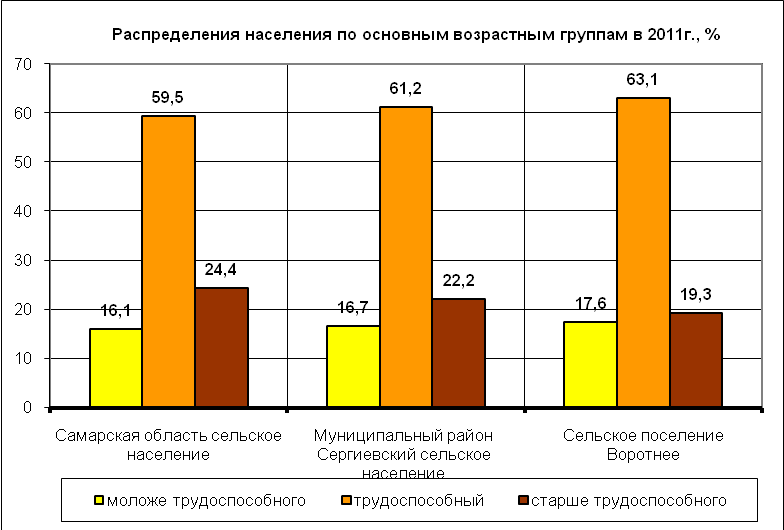 Распределения населения по основным возрастным группам в 2011г., %
70
60
50
40
30
20
10
0
16,1
59,5
24,4
16,7
61,2
22,2
17,6
63,1
19,3
Самарская область сельское
население
Муниципальный район
Сергиевский сельское
население
Сельское поселение
Воротнее
моложе трудоспособного трудоспособный старше трудоспособного